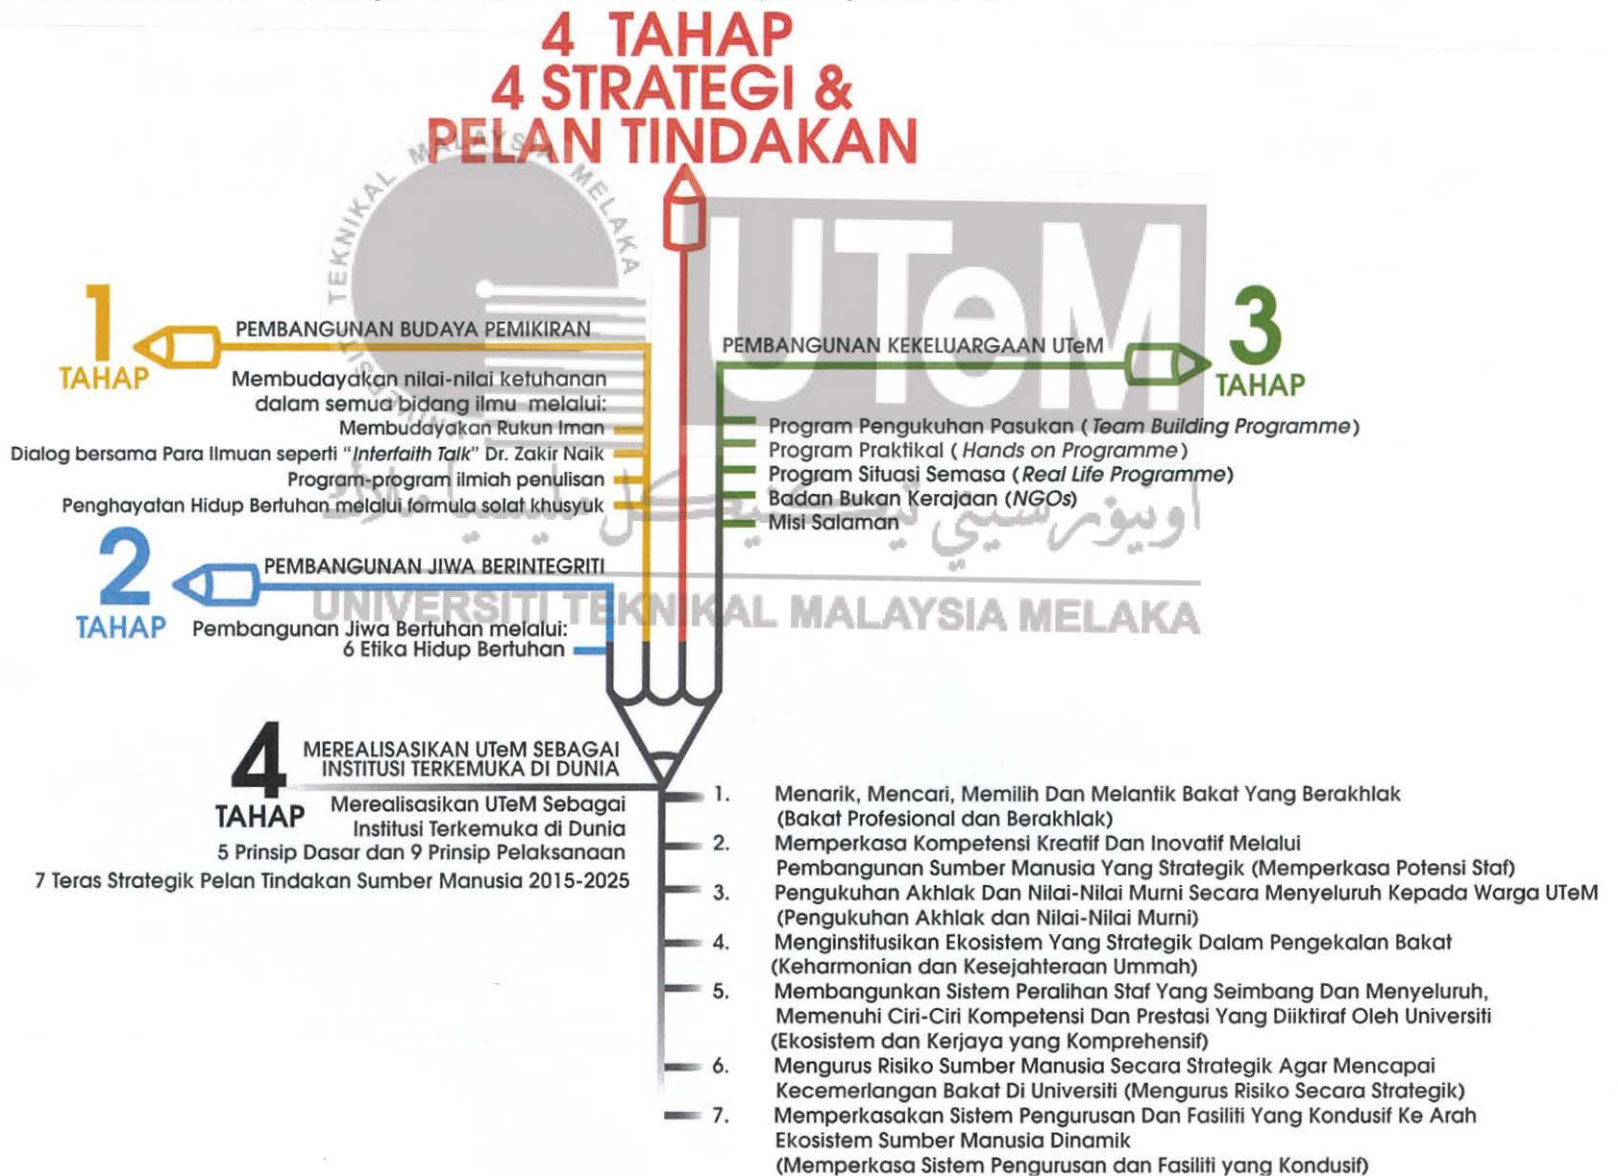 4 TAHAP
4 STRATEGI &
PELAN TINDAKAN
UNIVERSITI TEKNIKAL MALAYSIA MELAKA
UTeM
اونيۏرسيتي تيكنيكل مليسيا ملاك
UNIVERSITI TEKNIKAL MALAYSIA MELAKA
1
TAHAP
PEMBANGUNAN BUDAYA PEMIKIRAN
Membudayakan nilai-nilai ketuhanan
dalam semua bidang ilmu melalui:
Membudayakan Rukun Iman
Dialog bersama Para Ilmuan seperti "Interfaith Talk" Dr. Zakir Naik
Program-program ilmiah penulisan
Penghayatan Hidup Bertuhan melalui formula solat khusyuk
2
TAHAP
PEMBANGUNAN JIWA BERINTEGRITI
Pembangunan Jiwa Bertuhan melalui:
6 Etika Hidup Bertuhan
3
TAHAP
PEMBANGUNAN KEKELUARGAAN UTeM
Program Pengukuhan Pasukan (Team Building Programme)
Program Praktikal (Hands on Programme)
Program Situasi Semasa (Real Life Programme)
Badan Bukan Kerajaan (NGOs)
Misi Salaman
4
TAHAP
MEREALISASIKAN UTeM SEBAGAI
INSTITUSI TERKEMUKA DI DUNIA
Merealisasikan UTeM Sebagai
Institusi Terkemuka di Dunia
5 Prinsip Dasar dan 9 Prinsip Pelaksanaan
7 Teras Strategik Pelan Tindakan Sumber Manusia 2015-2025
1. Menarik, Mencari, Memilih Dan Melantik Bakat Yang Berakhlak
(Bakat Profesional dan Berakhlak)
2. Memperkasa Kompetensi Kreatif Dan Inovatif Melalui
Pembangunan Sumber Manusia Yang Strategik (Memperkasa Potensi Staf)
3. Pengukuhan Akhlak Dan Nilai-Nilai Murni Secara Menyeluruh Kepada Warga UTeM
(Pengukuhan Akhlak dan Nilai-Nilai Murni)
4. Menginstitusikan Ekosistem Yang Strategik Dalam Pengekalan Bakat
(Keharmonian dan Kesejahteraan Ummah)
5. Membangunkan Sistem Peralihan Staf Yang Seimbang Dan Menyeluruh,
Memenuhi Ciri-Ciri Kompetensi Dan Prestasi Yang Diiktiraf Oleh Universiti
(Ekosistem dan Kerjaya yang Komprehensif)
6. Mengurus Risiko Sumber Manusia Secara Strategik Agar Mencapai
Kecemerlangan Bakat Di Universiti (Mengurus Risiko Secara Strategik)
7. Memperkasakan Sistem Pengurusan Dan Fasiliti Yang Kondusif Ke Arah
Ekosistem Sumber Manusia Dinamik
(Memperkasa Sistem Pengurusan dan Fasiliti yang Kondusif)